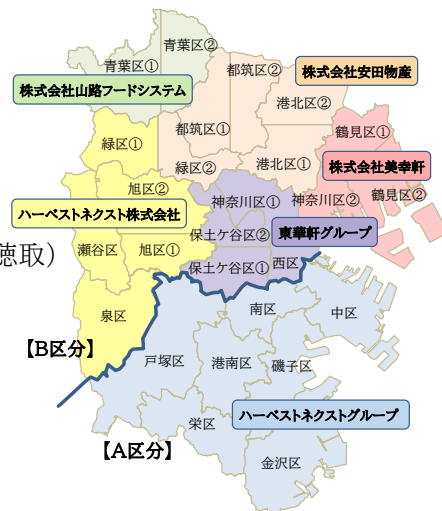 青葉区②
青葉区①
都筑区②
株式会社安田物産
株式会社山路フードシステム
港北区②
都筑区①
鶴見区①
緑区①
緑区②
港北区①
株式会社美幸軒
旭区②
神奈川区①
神奈川区②
鶴見区②
ハーベストネクスト株式会社
保土ケ谷区②
東華軒グループ
徳取）
瀬谷区
旭区①
保土ケ谷区①
西区
泉区
南区
中区
【B区分】
戸塚区
港南区
磯子区
栄区
ハーベストネクストグループ
【A区分】
金沢区